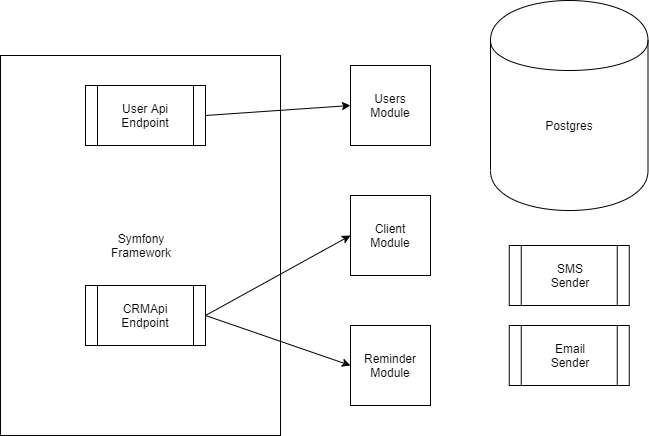 User Api
Endpoint
Users
Module
Postgres
Symfony
Framework
Client
Module
SMS
Sender
CRMApi
Endpoint
Reminder
Module
Email
Sender